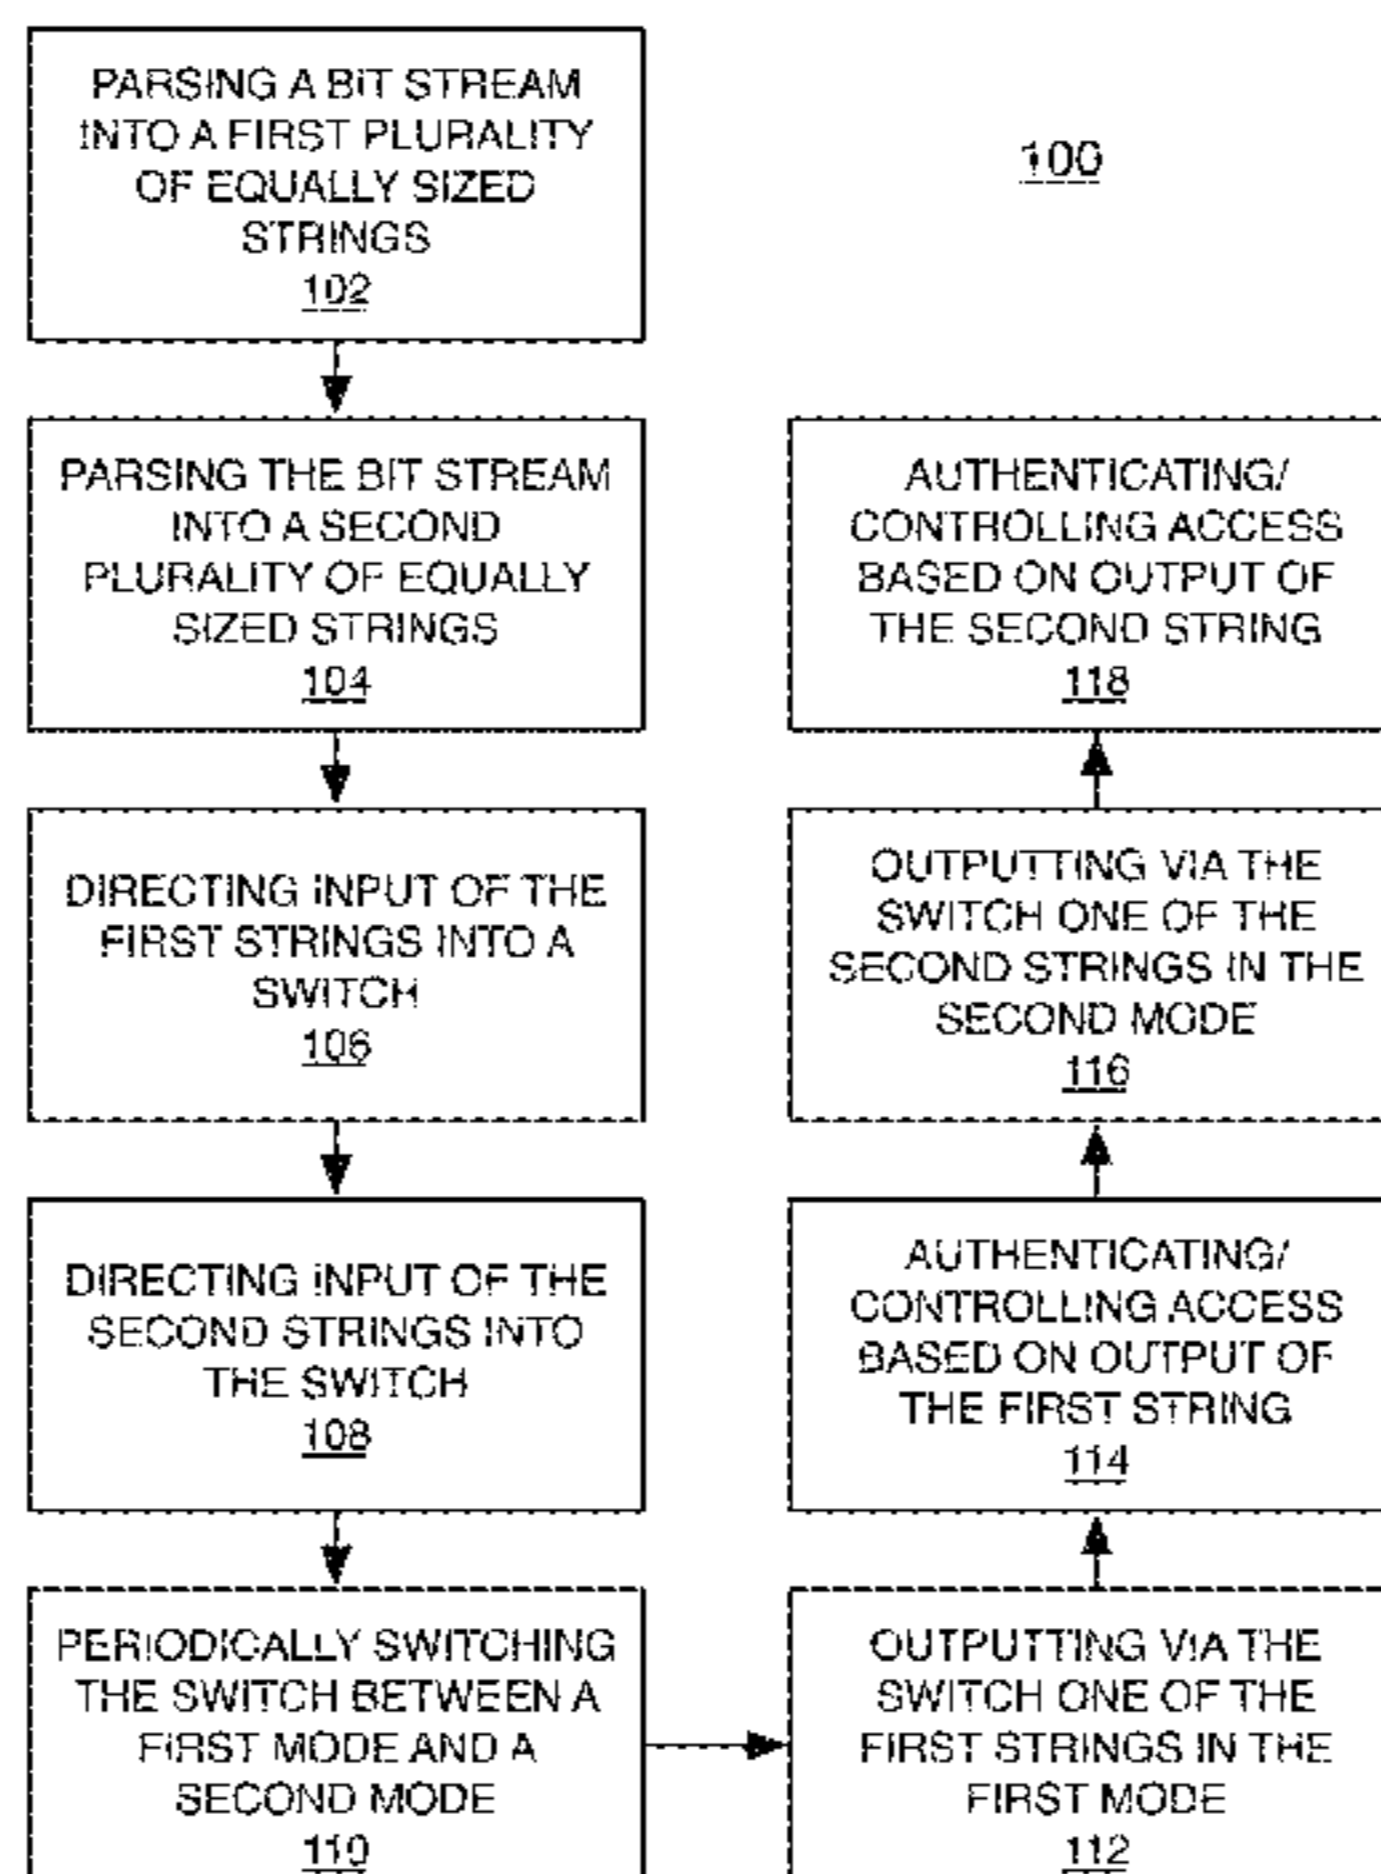 PARSING A BIT STREAM
INTO A FIRST PLURALITY
OF EQUALLY SIZED
STRINGS
102
100
PARSING THE BIT STREAM
INTO A SECOND
PLURALITY OF EQUALLY
SIZED STRINGS
104
DIRECTING INPUT OF THE
FIRST STRINGS INTO A
SWITCH
106
DIRECTING INPUT OF THE
SECOND STRINGS INTO
THE SWITCH
108
PERIODICALLY SWITCHING
THE SWITCH BETWEEN A
FIRST MODE AND A
SECOND MODE
110
OUTPUTTING VIA THE
SWITCH ONE OF THE
FIRST STRINGS IN THE
FIRST MODE
112
AUTHENTICATING/
CONTROLLING ACCESS
BASED ON OUTPUT OF
THE FIRST STRING
114
OUTPUTTING VIA THE
SWITCH ONE OF THE
SECOND STRINGS IN THE
SECOND MODE
116
AUTHENTICATING/
CONTROLLING ACCESS
BASED ON OUTPUT OF
THE SECOND STRING
118